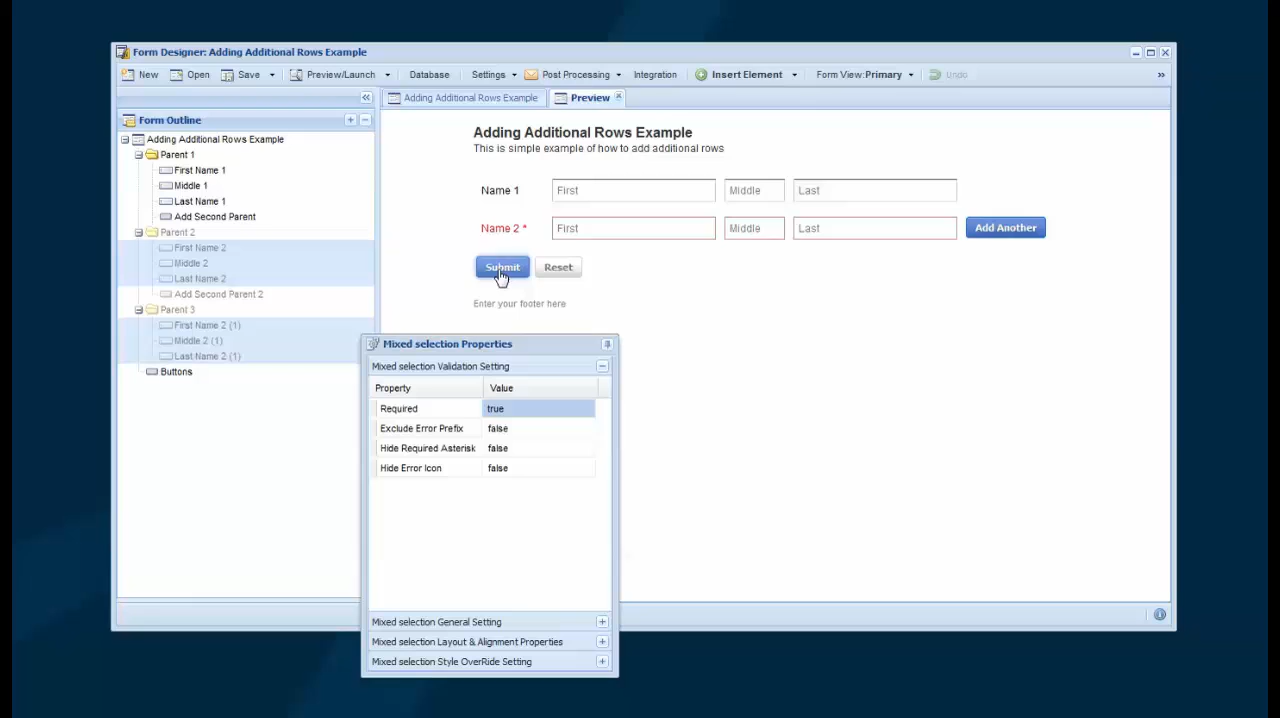 Form Designer: Adding Additional Rows Example
New Open Save Preview/Launch Database Settings Post Processing Integration Insert Element Form View:Primary Undo »
Adding Additional Rows Example Preview
Form Outline
Adding Additional Rows Example
Parent 1
First Name 1
Middle 1
Last Name 1
Add Second Parent
Parent 2
First Name 2
Middle 2
Last Name 2
Add Second Parent 2
Parent 3
First Name 2 (1)
Middle 2 (1)
Last Name 2 (1)
Buttons
Adding Additional Rows Example
This is simple example of how to add additional rows
Name 1 First Middle Last
Name 2 * First Middle Last Add Another
Submit Reset
Enter your footer here
Mixed selection Properties
Mixed selection Validation Setting
Property Value
Required true
Exclude Error Prefix false
Hide Required Asterisk false
Hide Error Icon false
Mixed selection General Setting
Mixed selection Layout & Alignment Properties
Mixed selection Style OverRide Setting